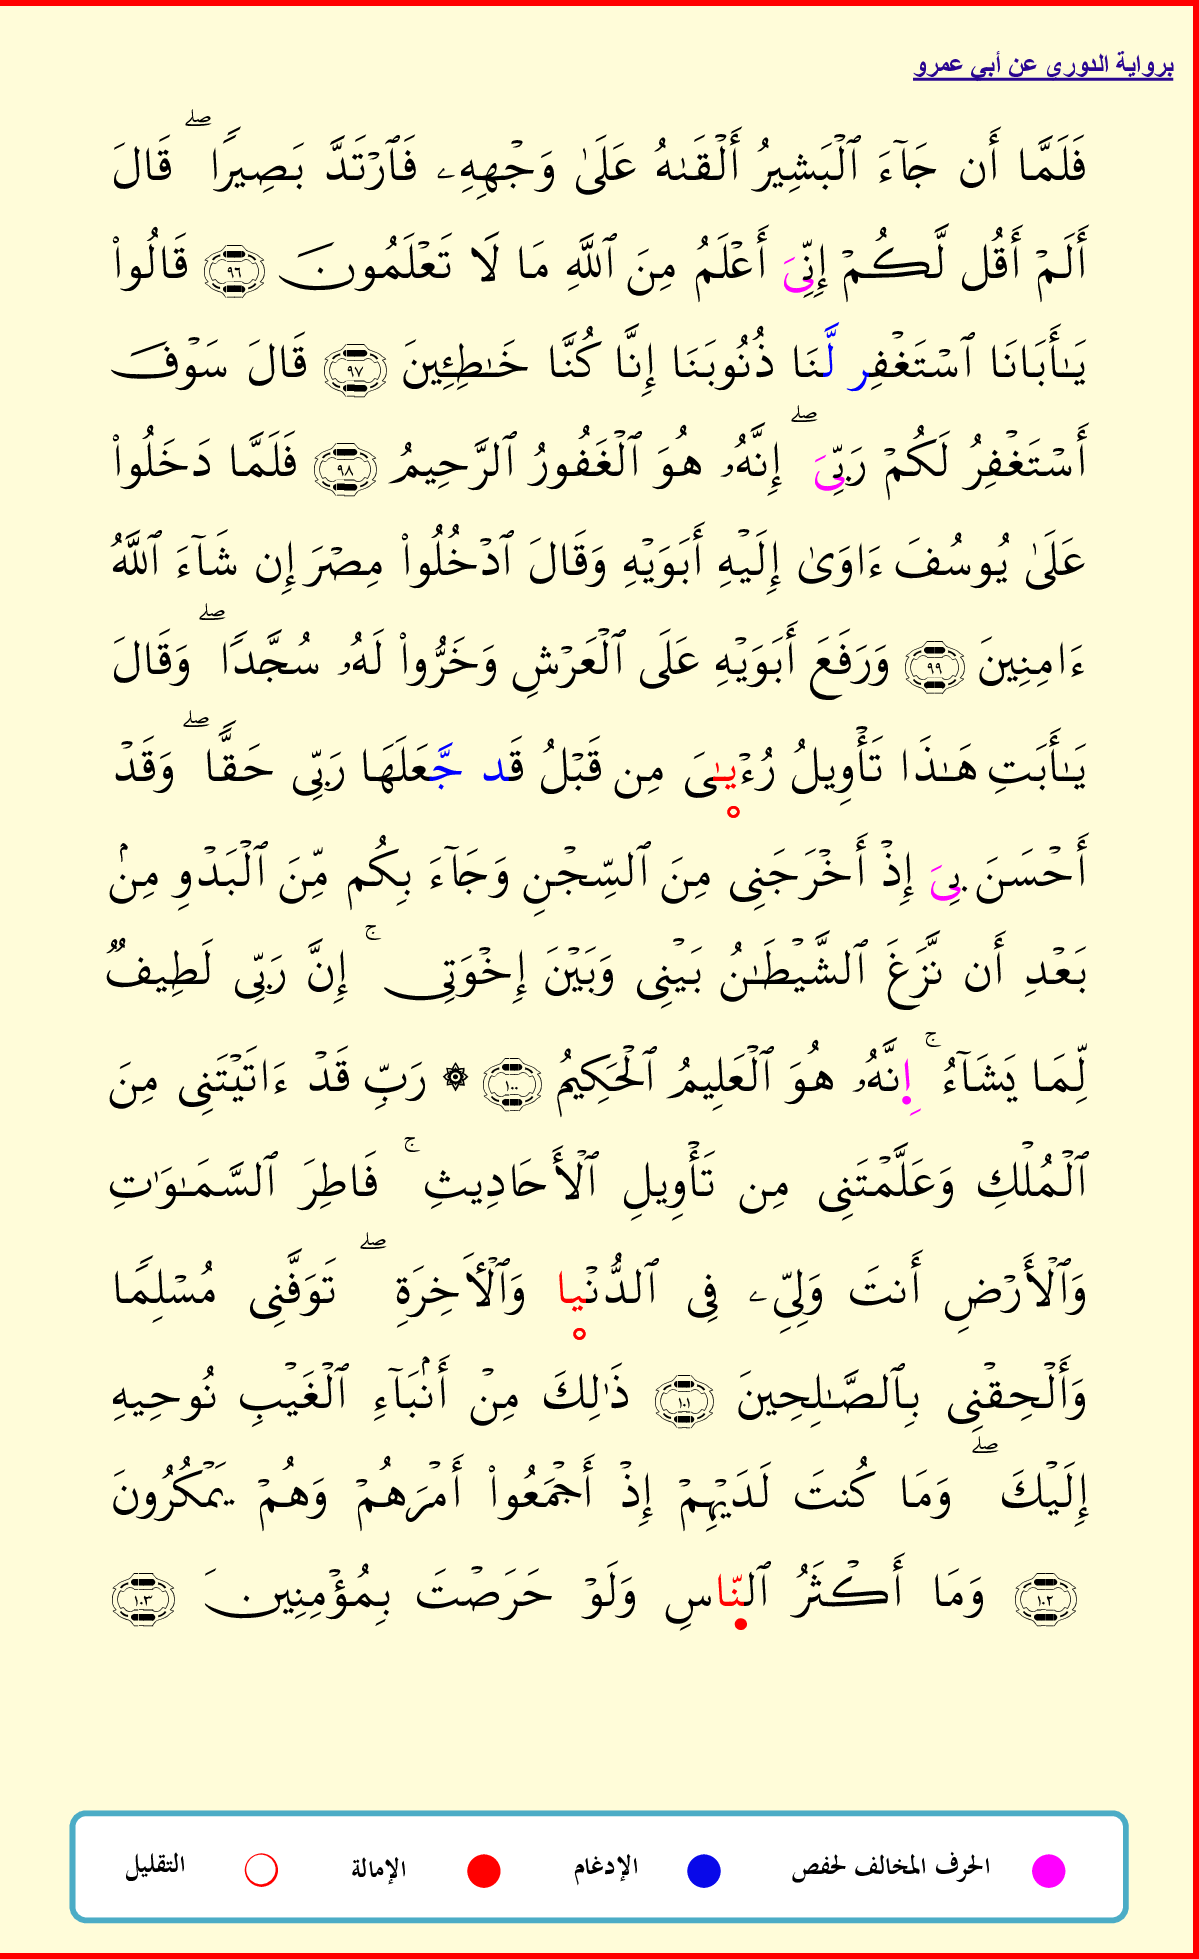 برواية الدوري عن أبي عمرو
فَلَمَّا أَن جَآءَ ٱلْبَشِيرُ أَلْقَىٰهُ عَلَىٰ وَجْهِهِۦ فَٱرْتَدَّ بَصِيرًاۖ قَالَ
أَلَمْ أَقُل لَّكُمْ إِنِّيَ أَعْلَمُ مِنَ ٱللَّهِ مَا لَا تَعْلَمُونَ ٩٦ قَالُوا۟
يَـٰٓأَبَانَا ٱسْتَغْفِر لَّنَا ذُنُوبَنَا إِنَّا كُنَّا خَـٰطِـِٔينَ ٩٧ قَالَ سَوْفَ
أَسْتَغْفِرُ لَكُمْ رَبِّيَۖ إِنَّهُۥ هُوَ ٱلْغَفُورُ ٱلرَّحِيمُ ٩٨ فَلَمَّا دَخَلُوا۟
عَلَىٰ يُوسُفَ ءَاوَىٰ إِلَيْهِ أَبَوَيْهِ وَقَالَ ٱدْخُلُوا۟ مِصْرَ إِن شَآءَ ٱللَّهُ
ءَامِنِينَ ٩٩ وَرَفَعَ أَبَوَيْهِ عَلَى ٱلْعَرْشِ وَخَرُّوا۟ لَهُۥ سُجَّدًاۖ وَقَالَ
يَـٰٓأَبَتِ هَـٰذَا تَأْوِيلُ رُءْيـٰيَ مِن قَبْلُ قَد جَّعَلَهَا رَبِّى حَقًّاۖ وَقَدْ
أَحْسَنَ بِيَ إِذْ أَخْرَجَنِى مِنَ ٱلسِّجْنِ وَجَآءَ بِكُم مِّنَ ٱلْبَدْوِ مِنۢ
بَعْدِ أَن نَّزَغَ ٱلشَّيْطَـٰنُ بَيْنِى وَبَيْنَ إِخْوَتِىۚ إِنَّ رَبِّى لَطِيفٌ
لِّمَا يَشَآءُۚ ٱِنَّهُۥ هُوَ ٱلْعَلِيمُ ٱلْحَكِيمُ ١٠٠ ۞ رَبِّ قَدْ ءَاتَيْتَنِى مِنَ
ٱلْمُلْكِ وَعَلَّمْتَنِى مِن تَأْوِيلِ ٱلْأَحَادِيثِۚ فَاطِرَ ٱلسَّمَـٰوَٰتِ
وَٱلْأَرْضِ أَنتَ وَلِىِّۦ فِى ٱلدُّنْيا وَٱلْأَخِرَةِۖ تَوَفَّنِى مُسْلِمًا
وَأَلْحِقْنِى بِٱلصَّـٰلِحِينَ ١٠١ ذَٰلِكَ مِنْ أَنۢبَآءِ ٱلْغَيْبِ نُوحِيهِ
إِلَيْكَۖ وَمَا كُنتَ لَدَيْهِمْ إِذْ أَجْمَعُوا۟ أَمْرَهُمْ وَهُمْ يَمْكُرُونَ
١٠٢ وَمَا أَكْثَرُ ٱلنَّاسِ وَلَوْ حَرَصْتَ بِمُؤْمِنِينَ ١٠٣
الحرف المخالف لحفص الإدغام الإمالة التقليل